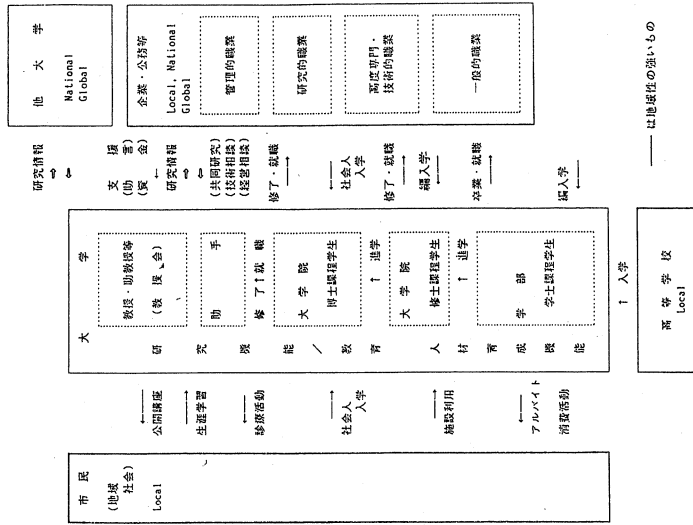 他 大 学
National
Global
企業・公務等
Local, National
Global
管理的職業
研究的職業
高度専門・
技術的職業
一般的職業
研究情報
→
←
支 援
(助 言)
(資 金)
←
研究情報
→
←
(共同研究)
(技術相談)
(経営相談)
修了・就職
→
←
社会人
入学
修了・就職
→
編入学
←
卒業・就職
→
編入学
←
大 学
教授・助教授等
(教 授 会)
助 手
修 了 ↑ 就 職
大 学 院
博士課程学生
↑ 進学
大 学 院
修士課程学生
↑ 進学
学 部
学士課程学生
研 究 機 能 / 教 育 人 材 育 成 機 能
↑ 入学
高 等 学 校
Local
←
公開講座
→
生涯学習
←
診療活動
→
社会人
入学
→
施設利用
←
アルバイト
消費活動
市 民
(地域
社会)
Local
―― は地域性の強いもの